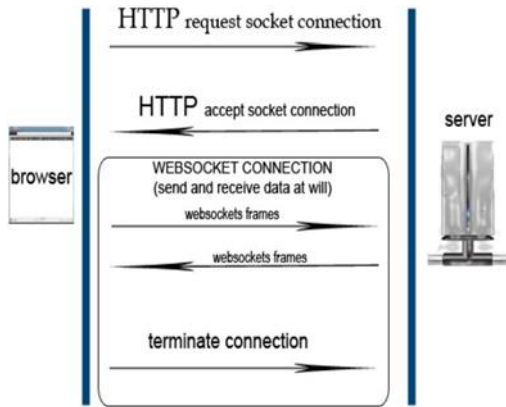 HTTP request socket connection
HTTP accept socket connection
server
browser
WEBSOCKET CONNECTION
(send and receive data at will)
websockets frames
websockets frames
terminate connection